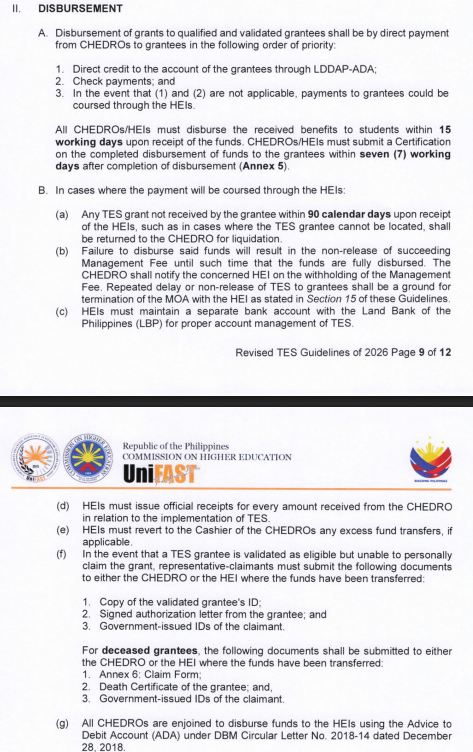 II. DISBURSEMENT
A. Disbursement of grants to qualified and validated grantees shall be by direct payment
from CHEDROs to grantees in the following order of priority:
1. Direct credit to the account of the grantees through LDDAP-ADA;
2. Check payments; and
3. In the event that (1) and (2) are not applicable, payments to grantees could be
coursed through the HEIs.
All CHEDROs/HEIs must disburse the received benefits to students within 15
working days upon receipt of the funds. CHEDROs/HEIs must submit a Certification
on the completed disbursement of funds to the grantees within seven (7) working
days after completion of disbursement (Annex 5).
B. In cases where the payment will be coursed through the HEIs:
(a) Any TES grant not received by the grantee within 90 calendar days upon receipt
of the HEIs, such as in cases where the TES grantee cannot be located, shall
be returned to the CHEDRO for liquidation.
(b) Failure to disburse said funds will result in the non-release of succeeding
Management Fee until such time that the funds are fully disbursed. The
CHEDRO shall notify the concerned HEI on the withholding of the Management
Fee. Repeated delay or non-release of TES to grantees shall be a ground for
termination of the MOA with the HEI as stated in Section 15 of these Guidelines.
(c) HEIs must maintain a separate bank account with the Land Bank of the
Philippines (LBP) for proper account management of TES.
Revised TES Guidelines of 2026 Page 9 of 12
Republic of the Philippines
COMMISSION ON HIGHER EDUCATION
UniFAST
(d) HEIs must issue official receipts for every amount received from the CHEDRO
in relation to the implementation of TES.
(e) HEIs must revert to the Cashier of the CHEDROs any excess fund transfers, if
applicable.
(f) In the event that a TES grantee is validated as eligible but unable to personally
claim the grant, representative-claimants must submit the following documents
to either the CHEDRO or the HEI where the funds have been transferred:
1. Copy of the validated grantee's ID;
2. Signed authorization letter from the grantee; and
3. Government-issued IDs of the claimant.
For deceased grantees, the following documents shall be submitted to either
the CHEDRO or the HEI where the funds have been transferred:
1. Annex 6: Claim Form;
2. Death Certificate of the grantee; and,
3. Government-issued IDs of the claimant.
(g) All CHEDROs are enjoined to disburse funds to the HEIs using the Advice to
Debit Account (ADA) under DBM Circular Letter No. 2018-14 dated December
28, 2018.